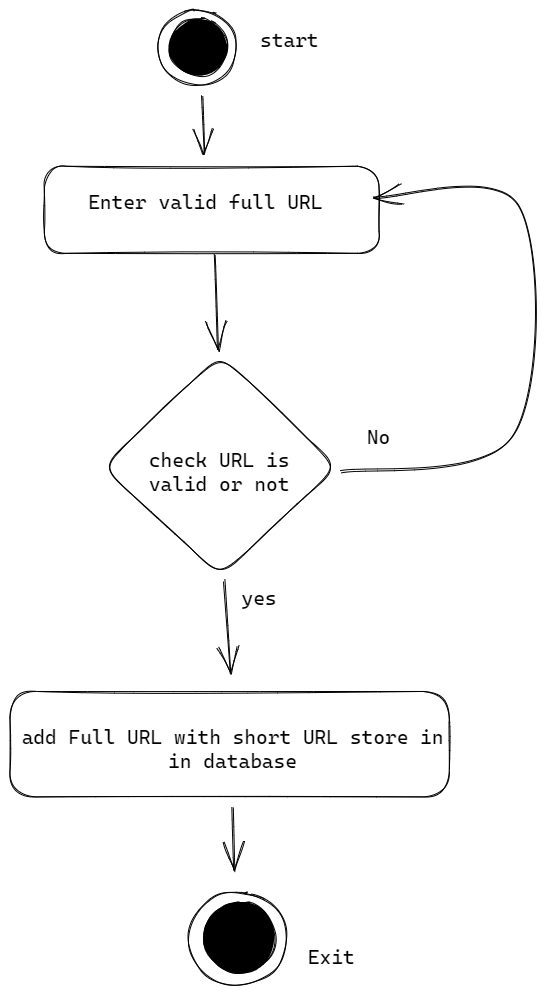 start
Enter valid full URL
No
check URL is
valid or not
yes
add Full URL with short URL store in
in database
Exit